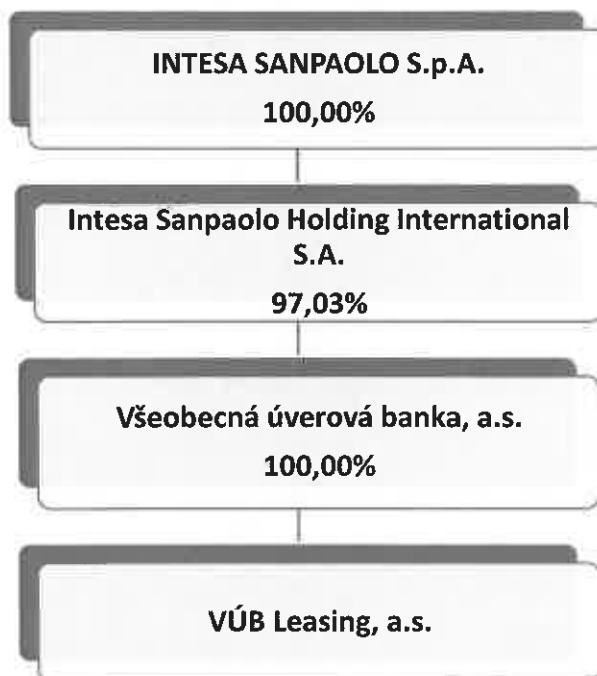 INTESA SANPAOLO S.p.A.
100,00%
Intesa Sanpaolo Holding International
S.A.
97,03%
Všeobecná úverová banka, a.s.
100,00%
VÚB Leasing, a.s.